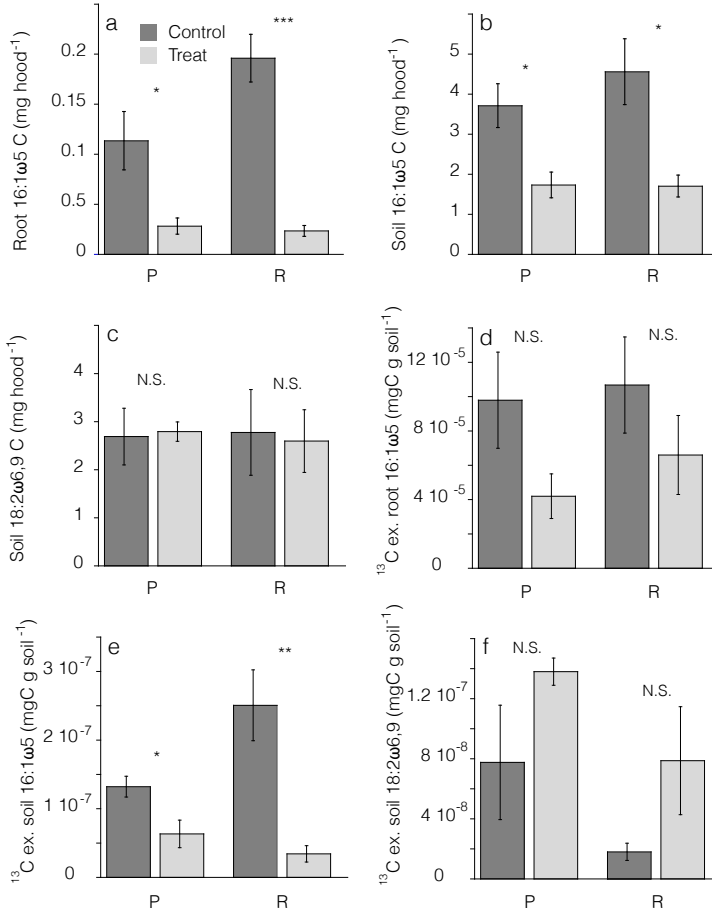 a
Control
Treat
*
***
Root 16:1ω5 C (mg hood-1)
0.2
0.15
0.1
0.05
0
P R
b
*
*
Soil 16:1ω5 C (mg hood-1)
5
4
3
2
1
0
P R
c
N.S.
N.S.
Soil 18:2ω6,9 C (mg hood-1)
4
3
2
1
0
P R
d
N.S.
N.S.
13C ex. root 16:1ω5 (mgC g soil-1)
12 10-5
8 10-5
4 10-5
0
P R
e
*
**
13C ex. soil 16:1ω5 (mgC g soil-1)
3 10-7
2 10-7
1 10-7
0
P R
f
N.S.
N.S.
13C ex. soil 18:2ω6,9 (mgC g soil-1)
1.2 10-7
8 10-8
4 10-8
0
P R